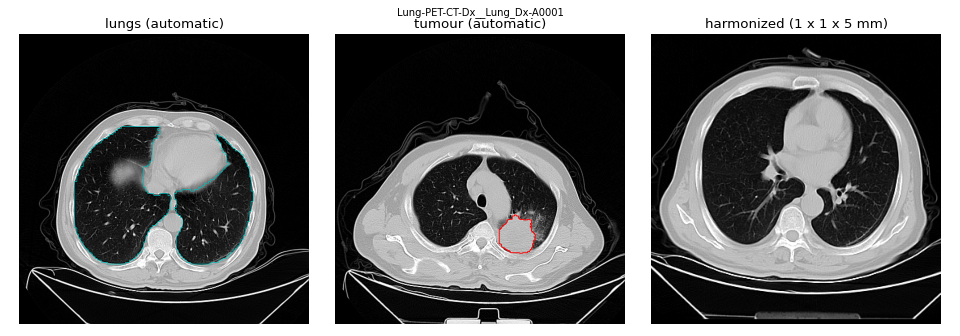 Lung-PET-CT-Dx__Lung_Dx-A0001
lungs (automatic)
tumour (automatic)
harmonized (1 x 1 x 5 mm)